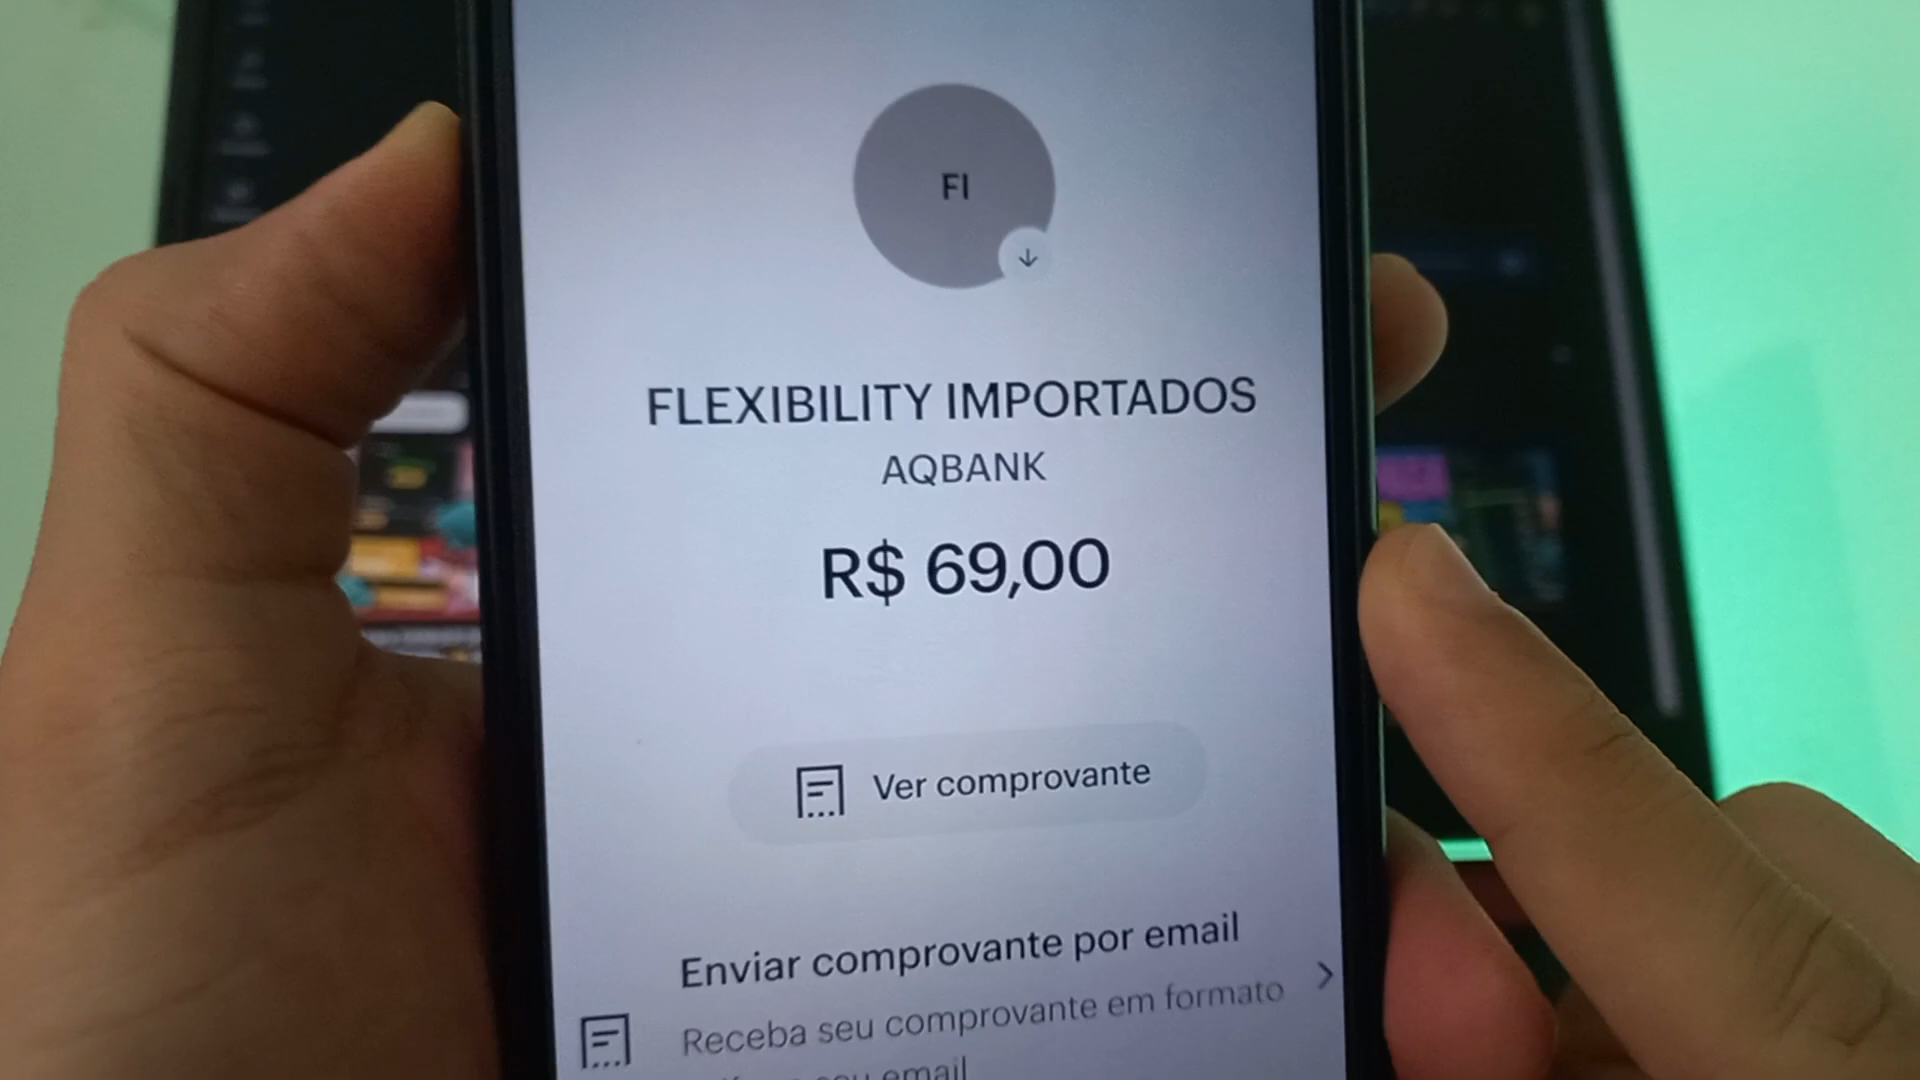 FI
FLEXIBILITY IMPORTADOS
AQBANK
R$ 69,00
Ver comprovante
Enviar comprovante por email
Receba seu comprovante em formato
seu email